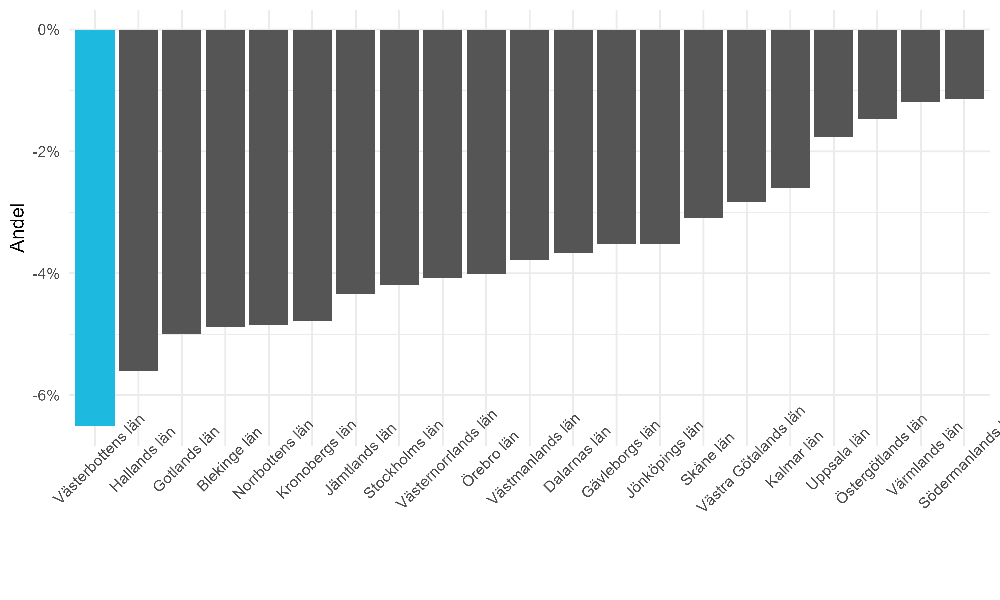 0%
-2%
-4%
-6%
Andel
Västerbottens län
Hallands län
Gotlands län
Blekinge län
Norrbottens län
Kronobergs län
Jämtlands län
Stockholms län
Västernorrlands län
Örebro län
Västmanlands län
Dalarnas län
Gävleborgs län
Jönköpings län
Skåne län
Västra Götalands län
Kalmar län
Uppsala län
Östergötlands län
Värmlands län
Södermanlands